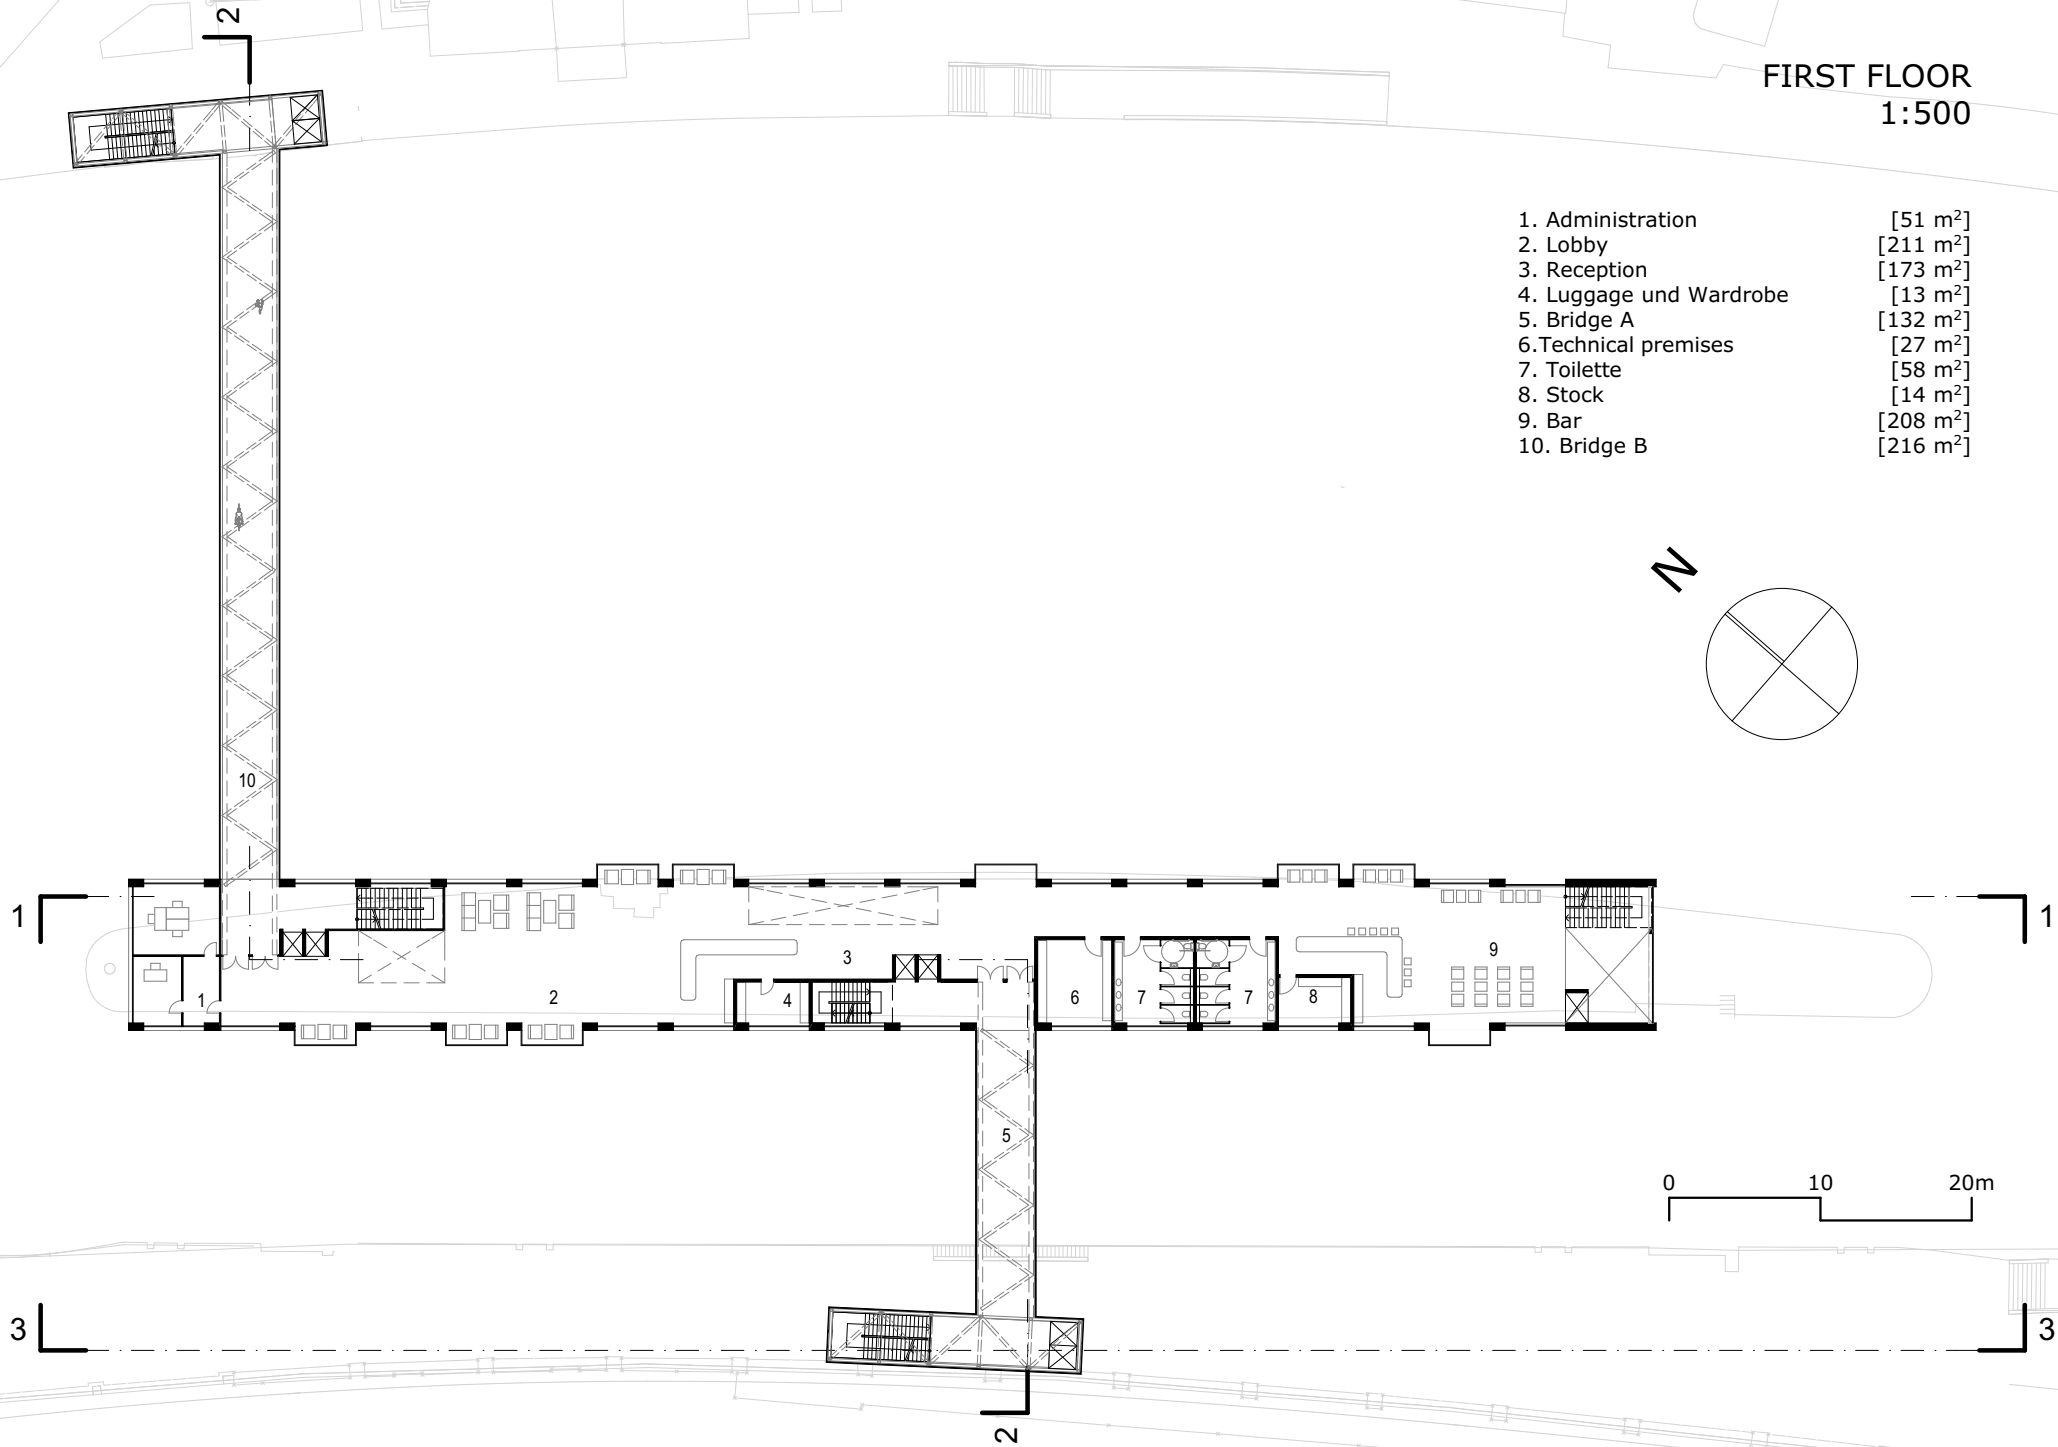 2
FIRST FLOOR
1:500
1. Administration [51 m²]
2. Lobby [211 m²]
3. Reception [173 m²]
4. Luggage und Wardrobe [13 m²]
5. Bridge A [132 m²]
6.Technical premises [27 m²]
7. Toilette [58 m²]
8. Stock [14 m²]
9. Bar [208 m²]
10. Bridge B [216 m²]
N
10
1 1
3 9
1 2 4 6 7 7 8
5
0 10 20m
3 3
2